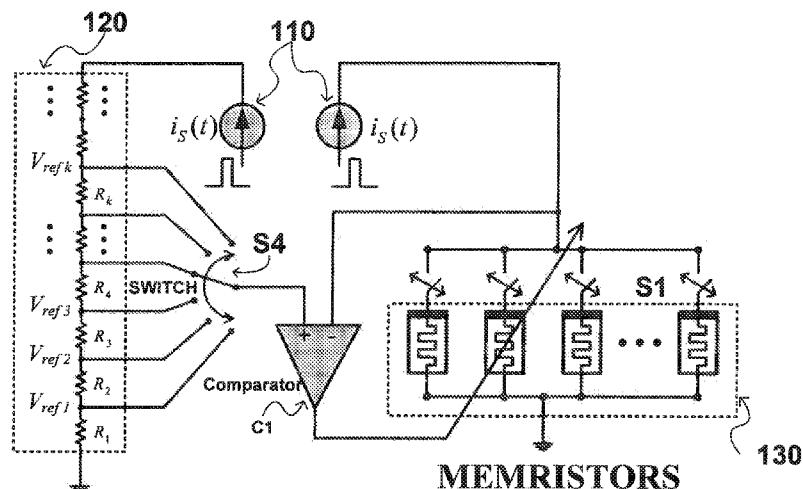 120
110
i_S(t)
i_S(t)
V_ref k
R_k
S4
SWITCH
R_4
S1
V_ref 3
R_3
+ -
V_ref 2
Comparator
R_2
V_ref 1
C1
R_1
130
MEMRISTORS